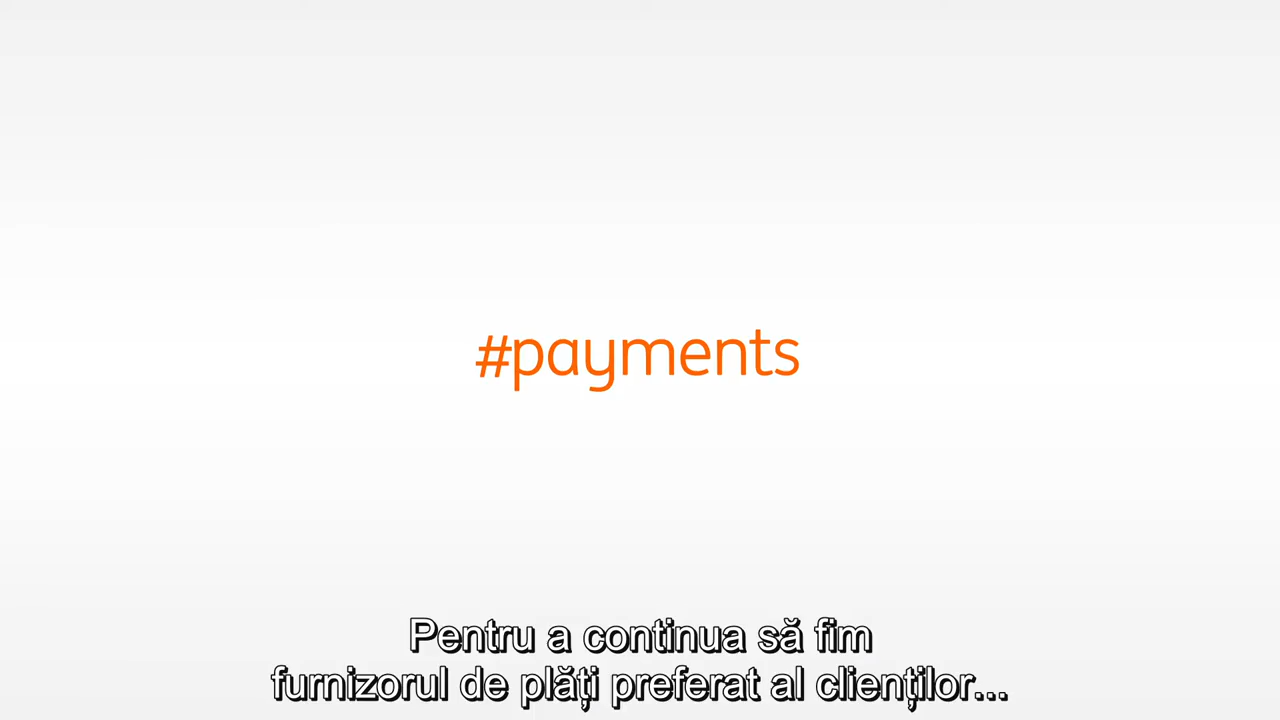 #payments
Pentru a continua să fim
furnizorul de plăți preferat al clienților...